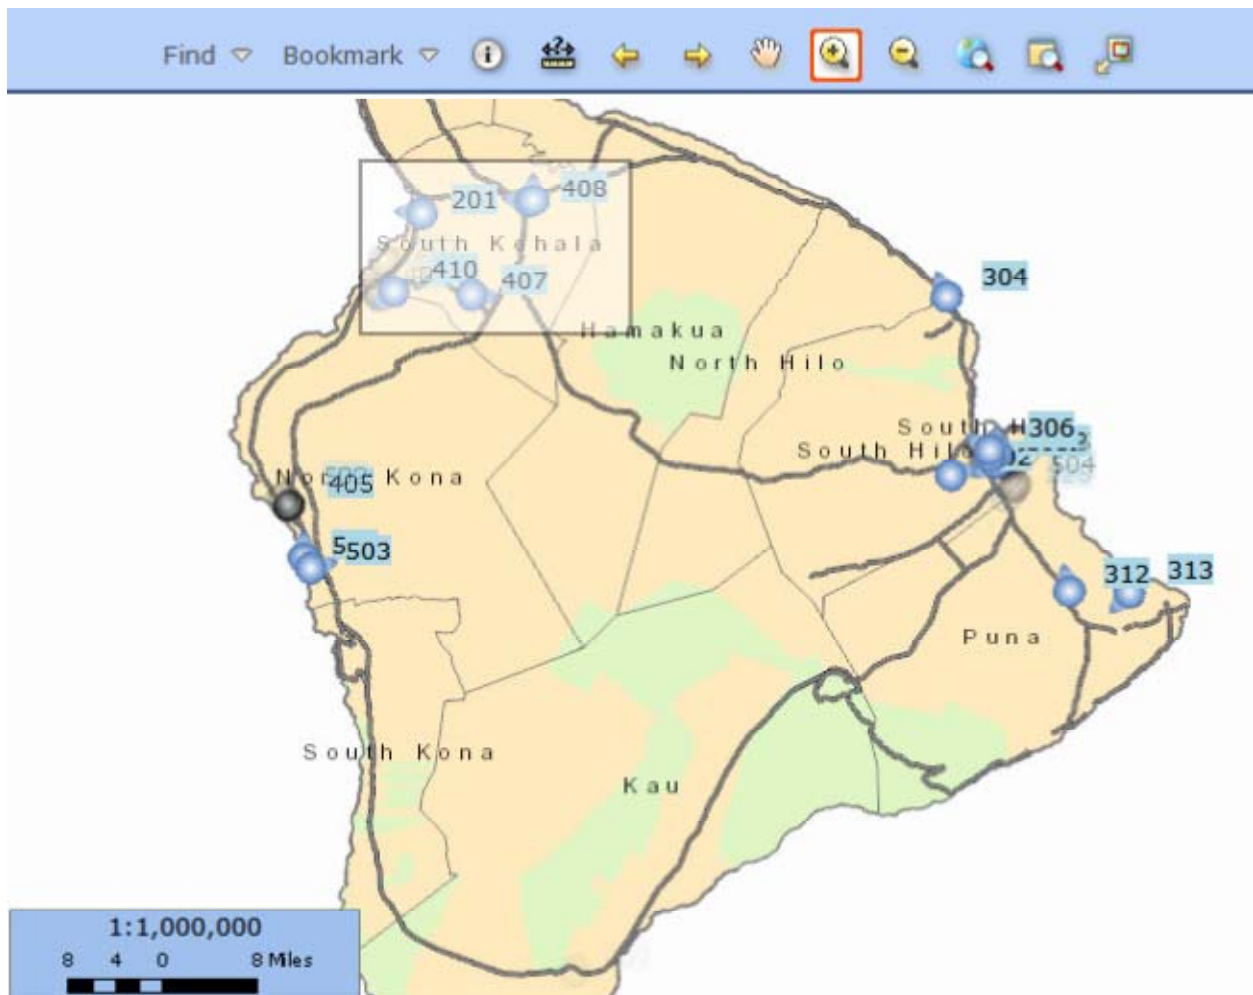 Find Bookmark
201 408
South Kohala
410 407
304
Hamakua
North Hilo
306
South Hilo
North Kona
405
503
312 313
Puna
South Kona
Kau
1:1,000,000
8 4 0 8 Miles